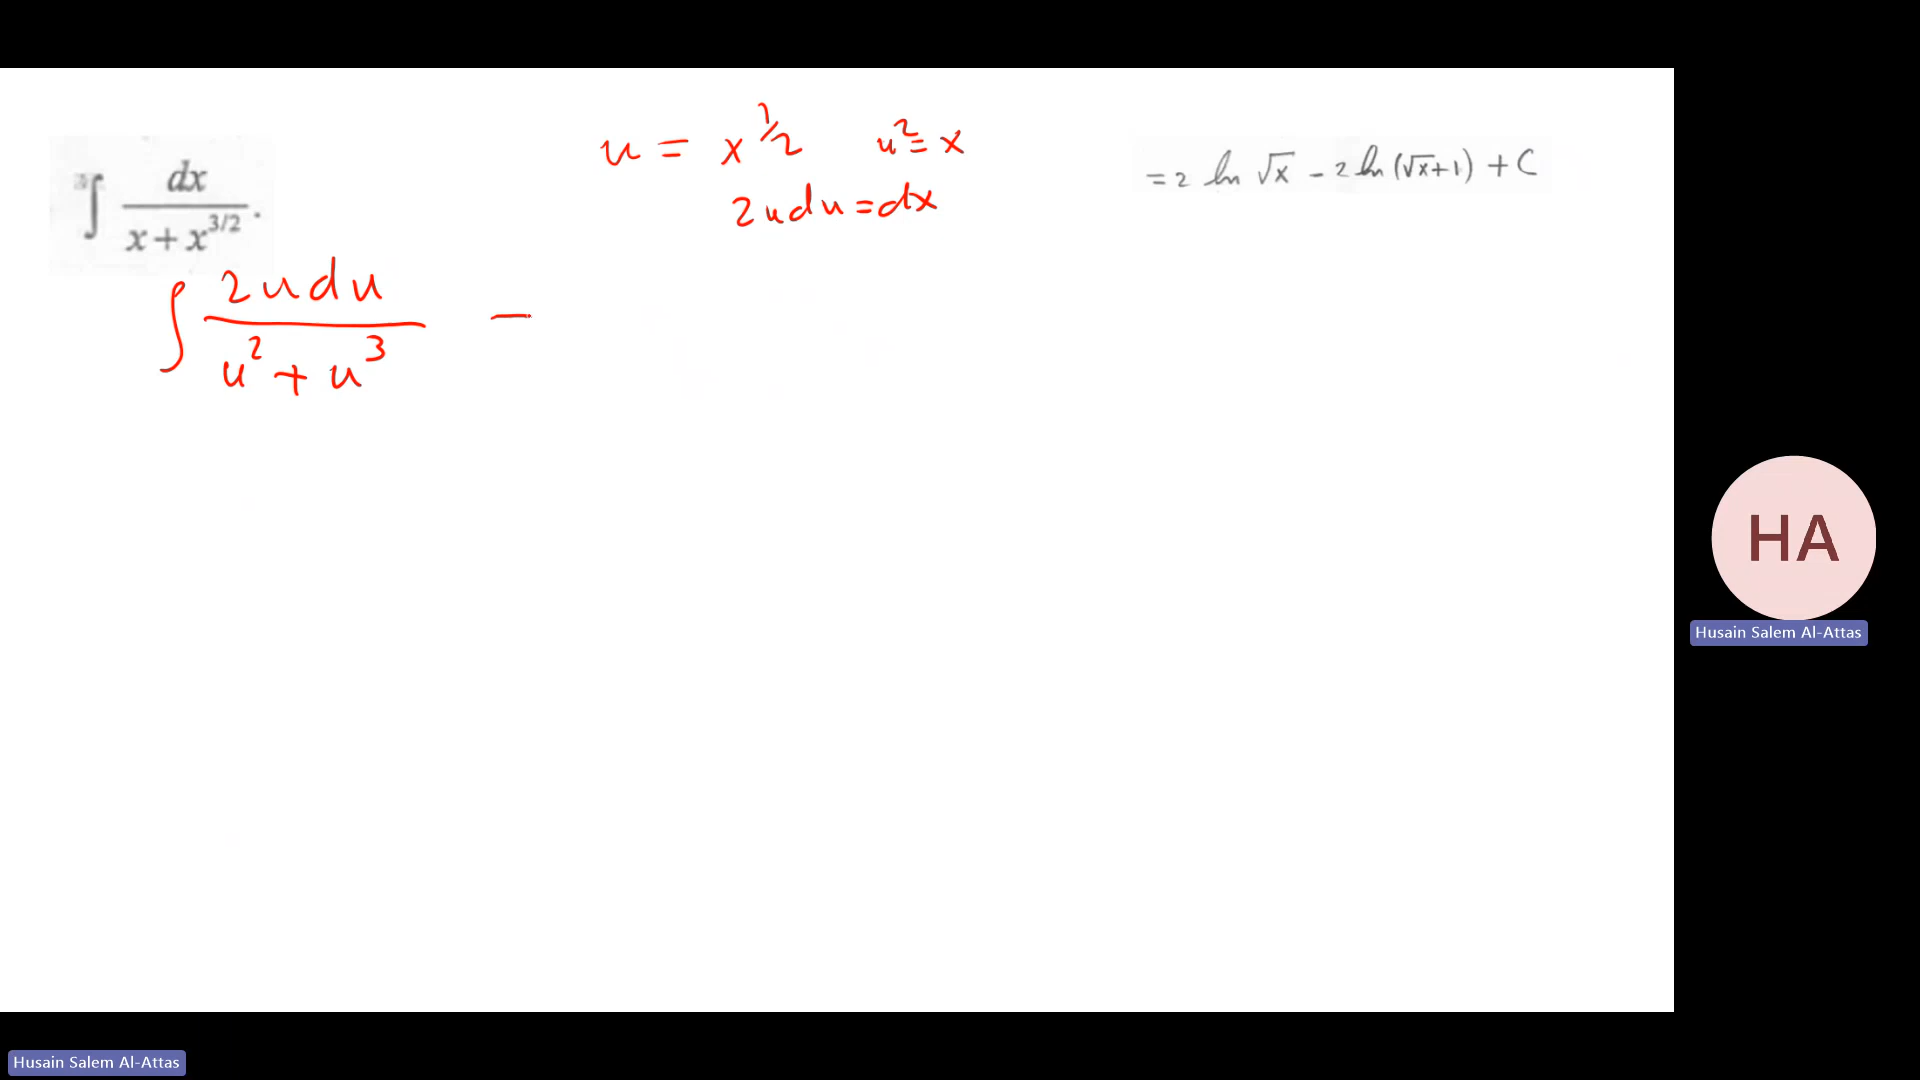 ∫ dx / (x + x^{3/2}).
u = x^{1/2} u² = x
2u du = dx
= 2 ln √x - 2 ln (√x+1) + C
∫ 2u du / (u² + u³) -
HA
Husain Salem Al-Attas
Husain Salem Al-Attas